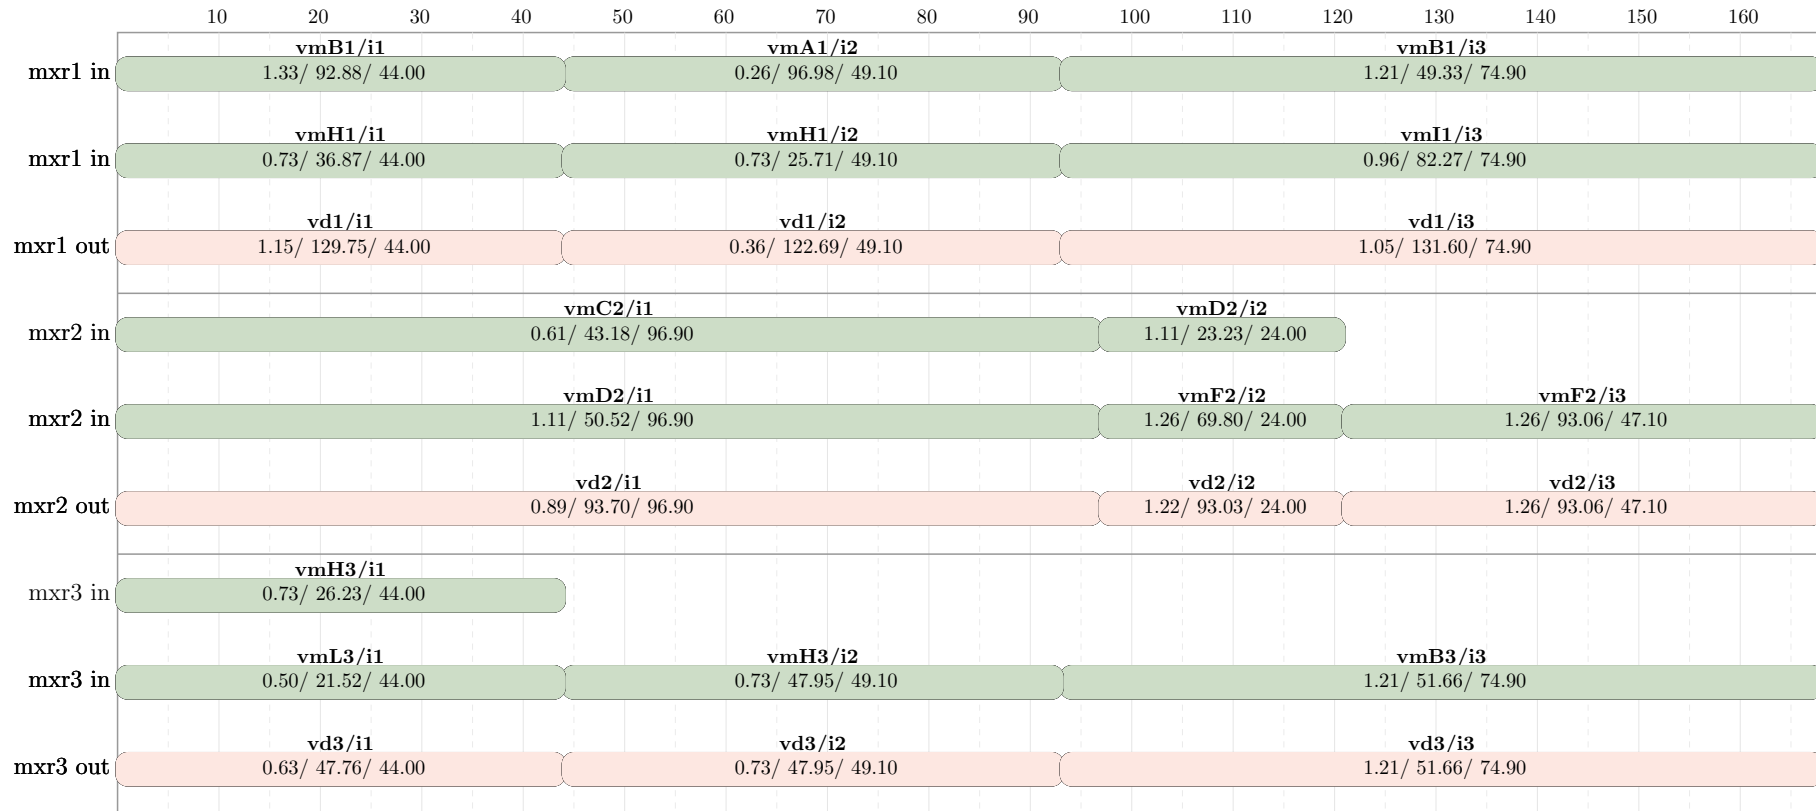 10 20 30 40 50 60 70 80 90 100 110 120 130 140 150 160
vmB1/i1 vmA1/i2 vmB1/i3
mxr1 in 1.33/ 92.88/ 44.00 0.26/ 96.98/ 49.10 1.21/ 49.33/ 74.90
vmH1/i1 vmH1/i2 vmI1/i3
mxr1 in 0.73/ 36.87/ 44.00 0.73/ 25.71/ 49.10 0.96/ 82.27/ 74.90
vd1/i1 vd1/i2 vd1/i3
mxr1 out 1.15/ 129.75/ 44.00 0.36/ 122.69/ 49.10 1.05/ 131.60/ 74.90
vmC2/i1 vmD2/i2
mxr2 in 0.61/ 43.18/ 96.90 1.11/ 23.23/ 24.00
vmD2/i1 vmF2/i2 vmF2/i3
mxr2 in 1.11/ 50.52/ 96.90 1.26/ 69.80/ 24.00 1.26/ 93.06/ 47.10
vd2/i1 vd2/i2 vd2/i3
mxr2 out 0.89/ 93.70/ 96.90 1.22/ 93.03/ 24.00 1.26/ 93.06/ 47.10
vmH3/i1
mxr3 in 0.73/ 26.23/ 44.00
vmL3/i1 vmH3/i2 vmB3/i3
mxr3 in 0.50/ 21.52/ 44.00 0.73/ 47.95/ 49.10 1.21/ 51.66/ 74.90
vd3/i1 vd3/i2 vd3/i3
mxr3 out 0.63/ 47.76/ 44.00 0.73/ 47.95/ 49.10 1.21/ 51.66/ 74.90